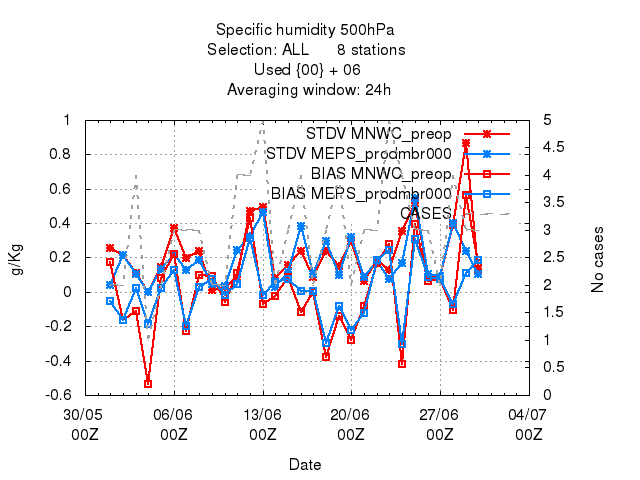 Specific humidity 500hPa
Selection: ALL 8 stations
Used {00} + 06
Averaging window: 24h
STDV MNWC_preop
STDV MEPS_prodmbr000
BIAS MNWC_preop
BIAS MEPS_prodmbr000
CASES
g/Kg
No cases
1
0.8
0.6
0.4
0.2
0
-0.2
-0.4
-0.6
5
4.5
4
3.5
3
2.5
2
1.5
1
0.5
0
30/05 06/06 13/06 20/06 27/06 04/07
00Z 00Z 00Z 00Z 00Z 00Z
Date